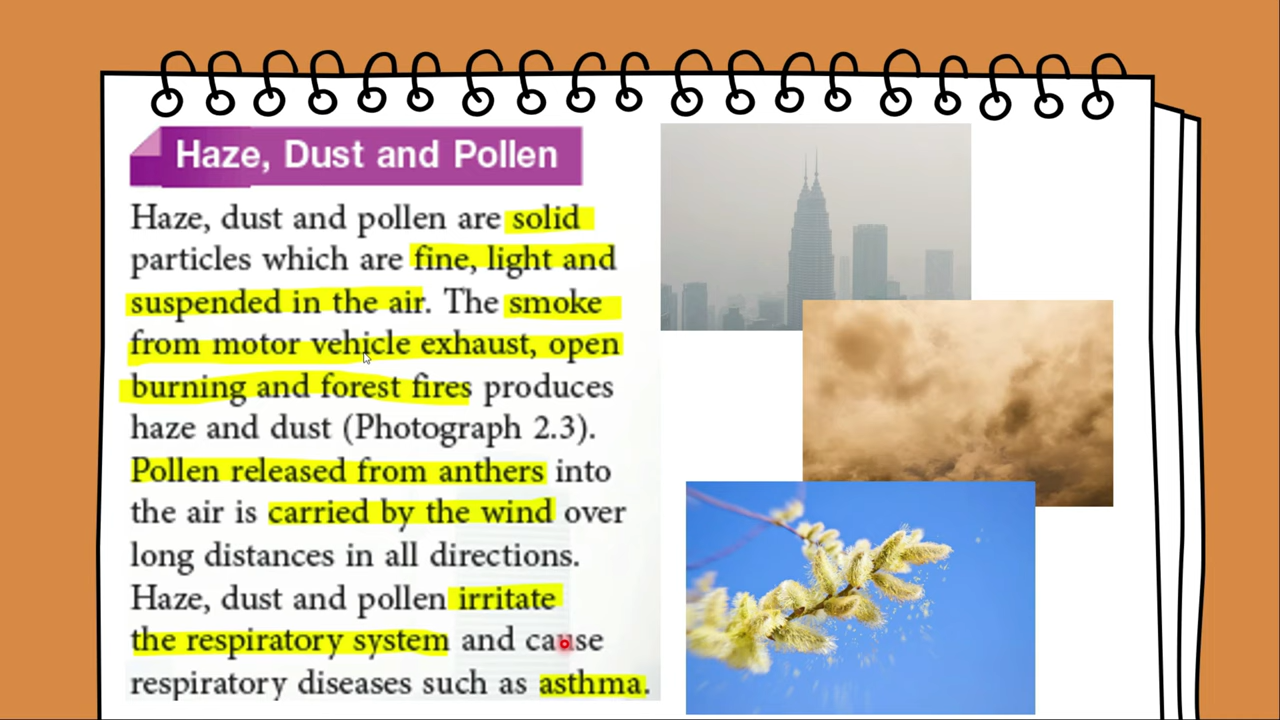 Haze, Dust and Pollen
Haze, dust and pollen are solid
particles which are fine, light and
suspended in the air. The smoke
from motor vehicle exhaust, open
burning and forest fires produces
haze and dust (Photograph 2.3).
Pollen released from anthers into
the air is carried by the wind over
long distances in all directions.
Haze, dust and pollen irritate
the respiratory system and cause
respiratory diseases such as asthma.